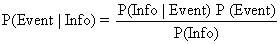 P(Event | Info) = P(Info | Event) P (Event)
P(Info)